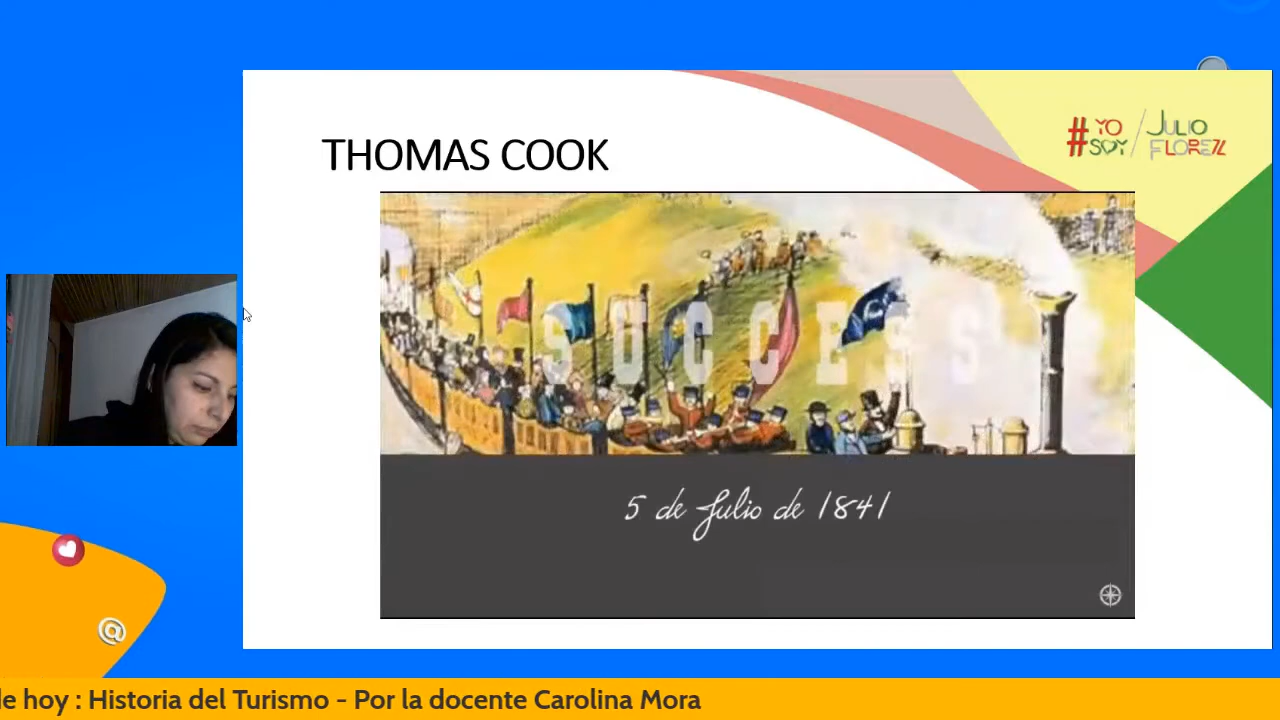 THOMAS COOK
# YO SOY / JULIO FLOREZ
SUCCESS
5 de Julio de 1841
@
de hoy : Historia del Turismo - Por la docente Carolina Mora